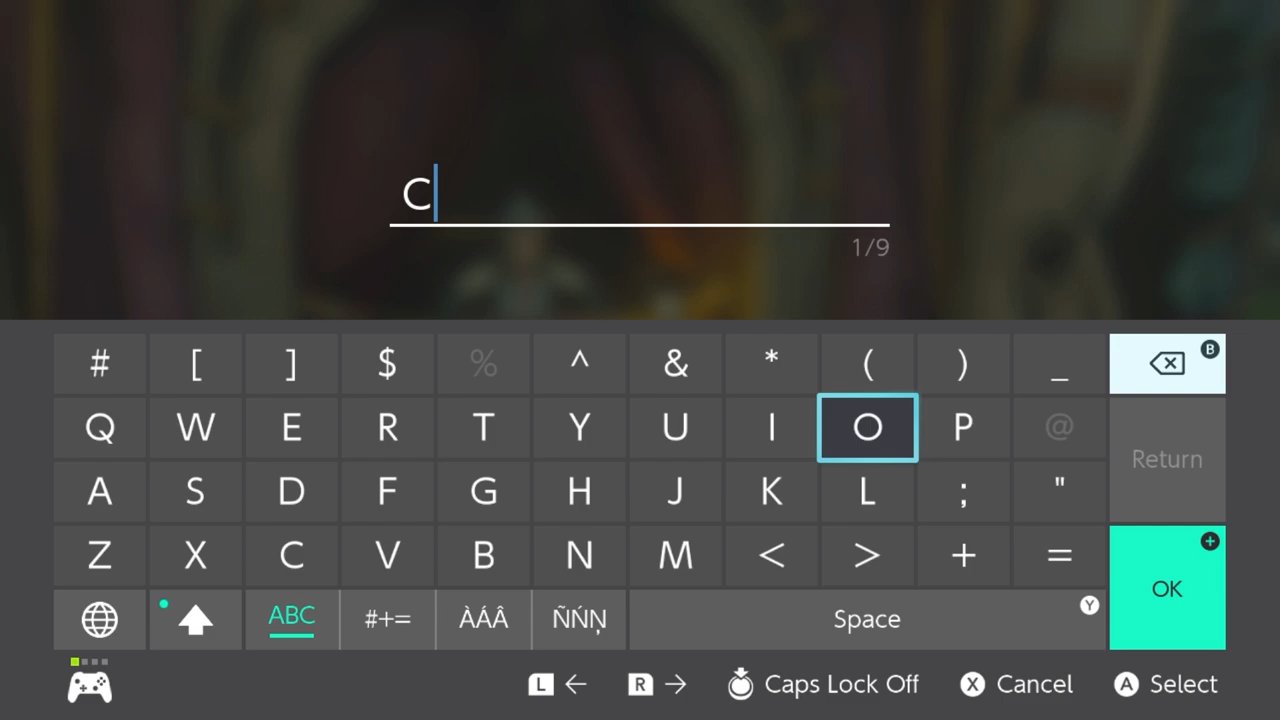 C
1/9
# [ ] $ % ^ & * ( ) _ B
Q W E R T Y U I O P @ Return
A S D F G H J K L ; "
Z X C V B N M < > + = OK +
ABC #+= ÀÁÂ ÑŃŅ Space Y
L ← R → Caps Lock Off X Cancel A Select